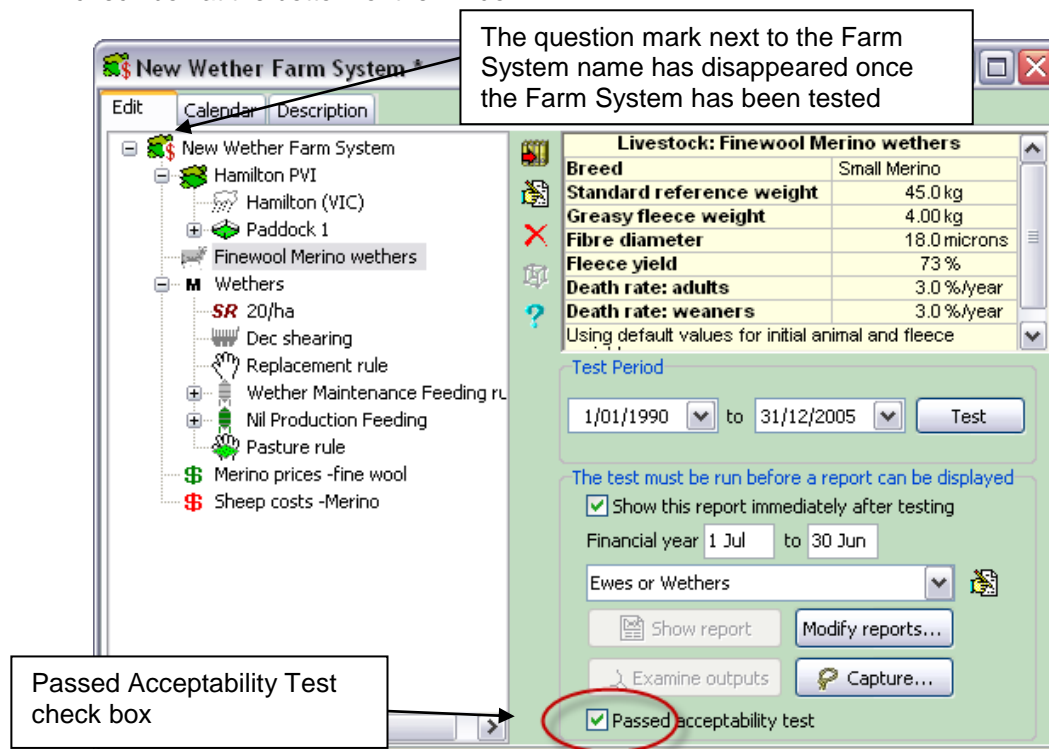 The question mark next to the Farm
System name has disappeared once
the Farm System has been tested
New Wether Farm System *
Edit
Calendar
Description
New Wether Farm System
Hamilton PVI
Hamilton (VIC)
Paddock 1
Finewool Merino wethers
M Wethers
SR 20/ha
Dec shearing
Replacement rule
Wether Maintenance Feeding ru
Nil Production Feeding
Pasture rule
$ Merino prices -fine wool
$ Sheep costs -Merino
Livestock: Finewool Merino wethers
Breed Small Merino
Standard reference weight 45.0 kg
Greasy fleece weight 4.00 kg
Fibre diameter 18.0 microns
Fleece yield 73 %
Death rate: adults 3.0 %/year
Death rate: weaners 3.0 %/year
Using default values for initial animal and fleece
Test Period
1/01/1990 to 31/12/2005 Test
The test must be run before a report can be displayed
Show this report immediately after testing
Financial year 1 Jul to 30 Jun
Ewes or Wethers
Show report Modify reports...
Examine outputs Capture...
Passed acceptability test
Passed Acceptability Test
check box